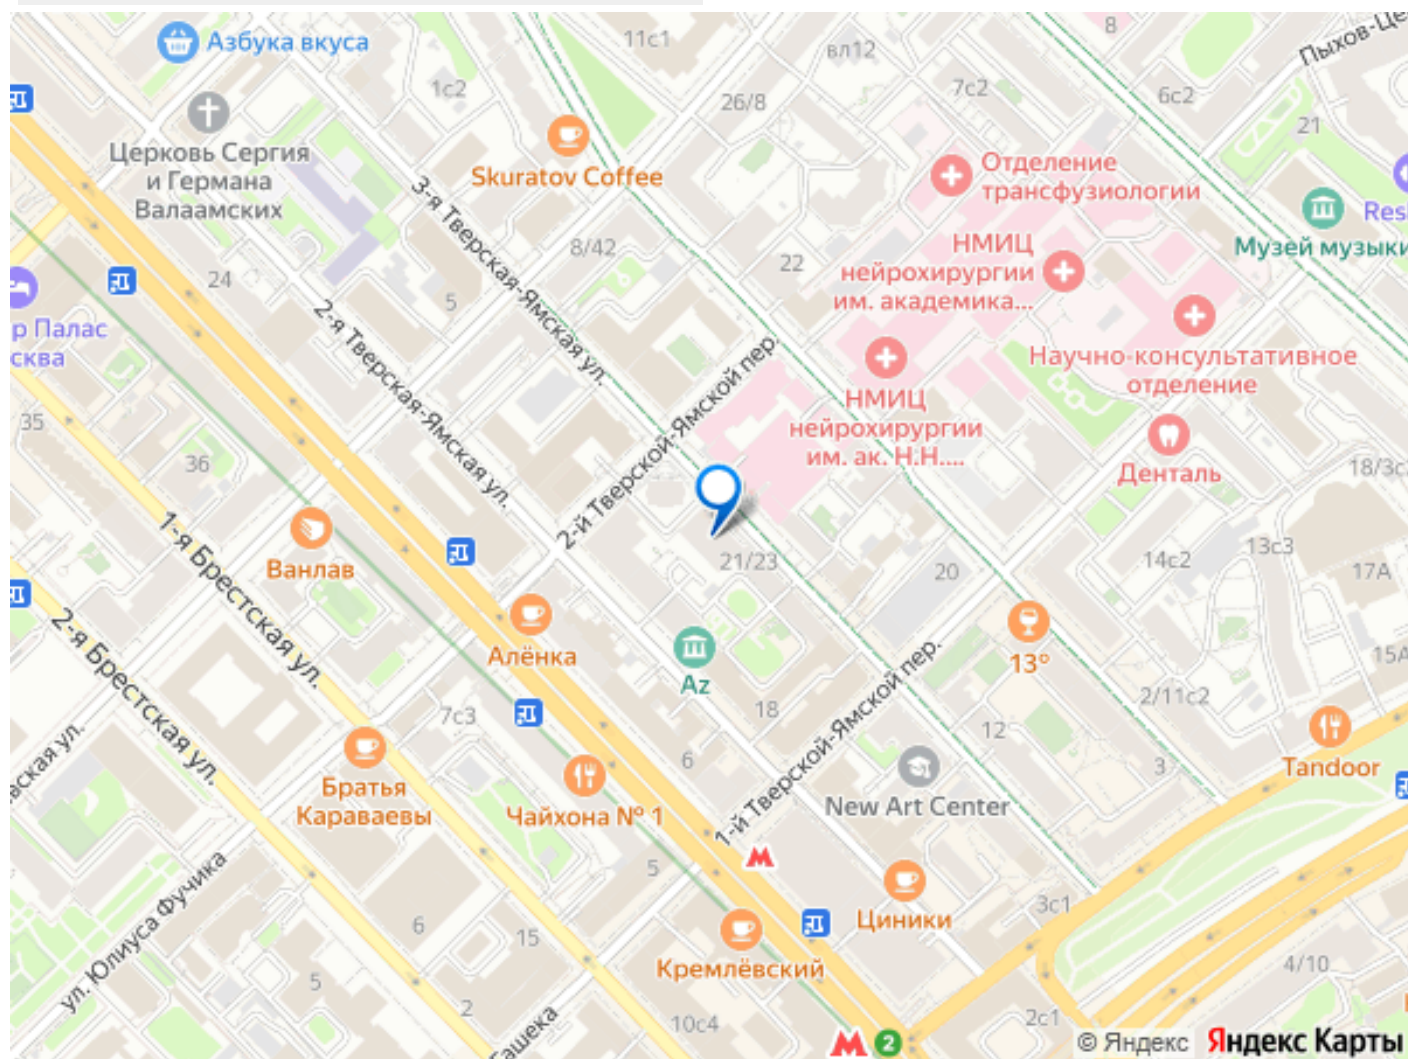 Азбука вкуса
11с1
вл12
8
1с2
26/8
7с2
6с2
21
Церковь Сергия
и Германа
Валаамских
Skuratov Coffee
Отделение
трансфузиологии
Музей музыки
3-я Тверская-Ямская ул.
8/42
22
НМИЦ
нейрохирургии
им. академика...
24
5
2-я Тверская-Ямская ул.
2-й Тверской-Ямской пер.
НМИЦ
нейрохирургии
им. ак. Н.Н....
Научно-консультативное
отделение
Палас
35
36
Денталь
1-я Брестская ул.
Ванлав
21/23
20
14с2
13с3
17А
2-я Брестская ул.
Алёнка
Az
13°
15А
7с3
18
6
1-й Тверской-Ямской пер.
12
2/11с2
3
Tandoor
Братья
Караваевы
Чайхона № 1
New Art Center
ул. Юлиуса Фучика
5
Циники
3с1
6
15
Кремлёвский
4/10
5
2
10с4
2
2с1
© Яндекс Яндекс Карты